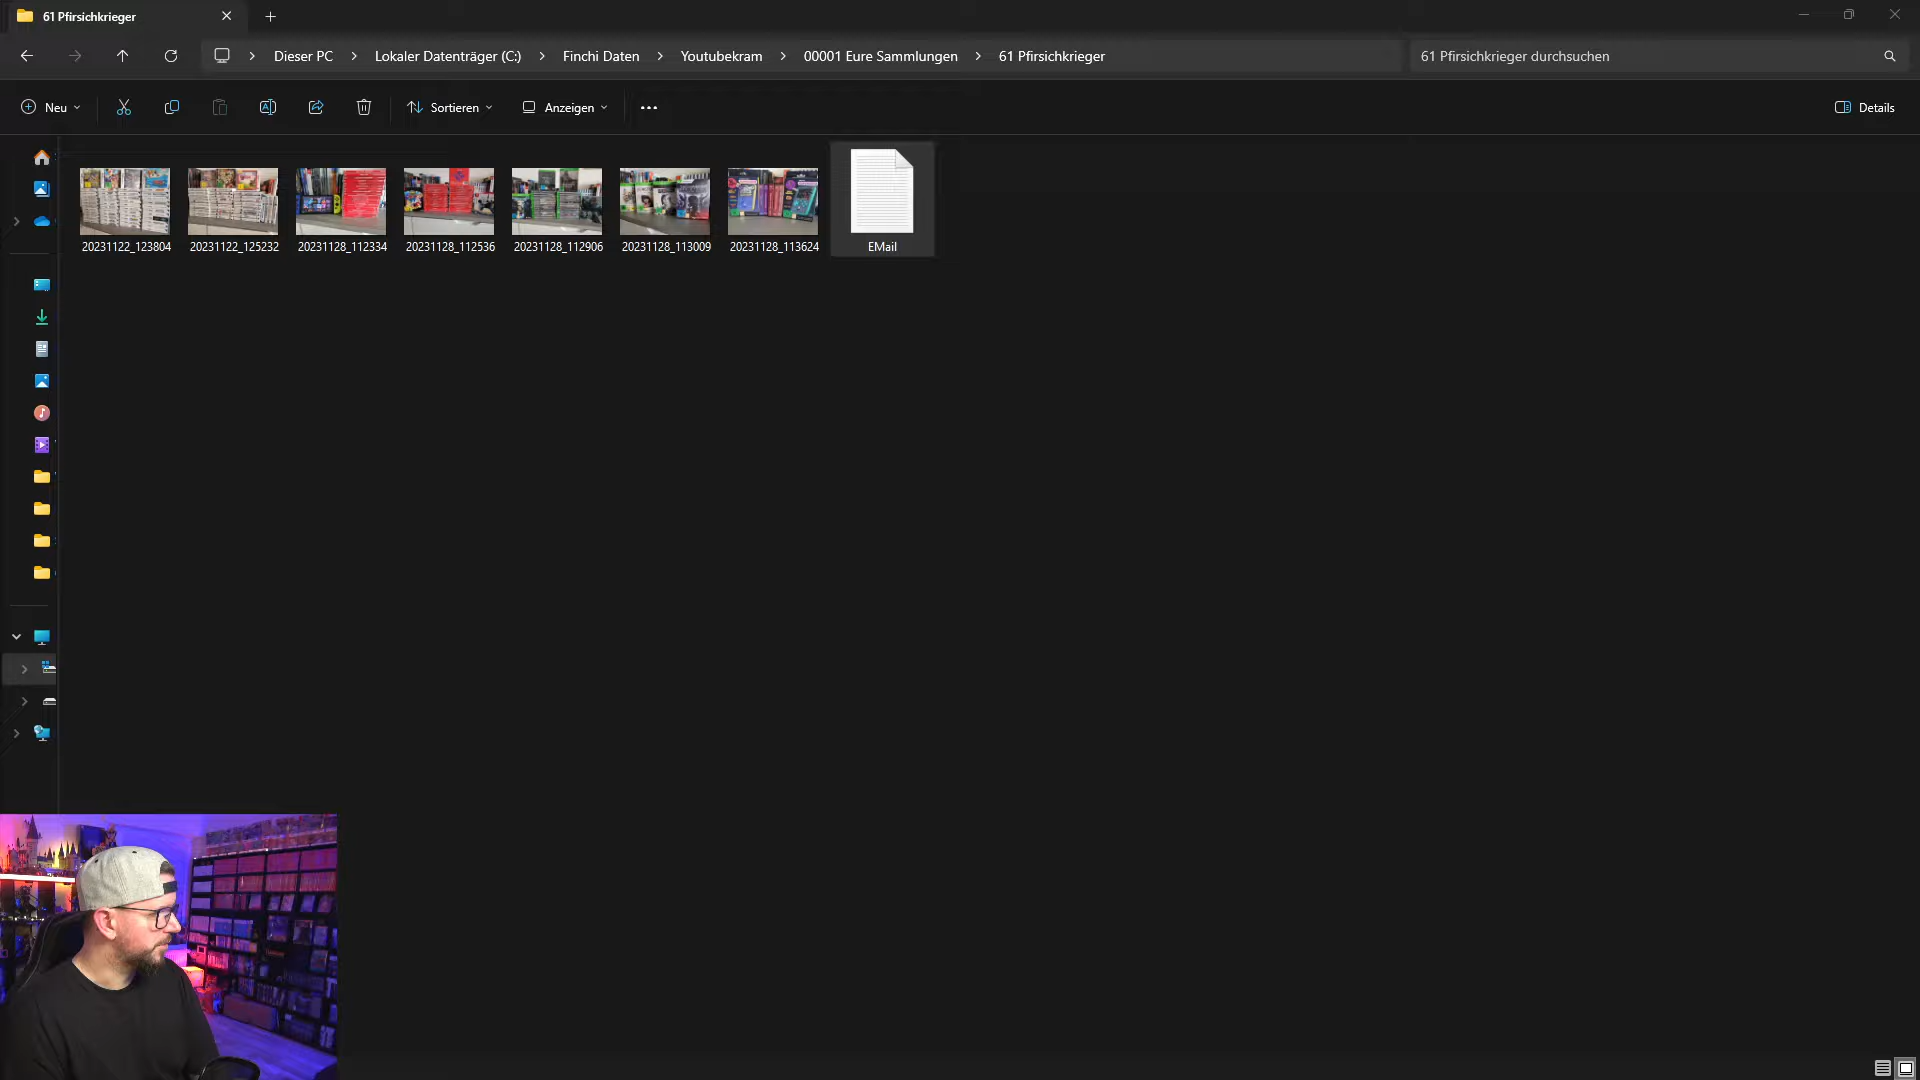 61 Pfirsichkrieger
Dieser PC
Lokaler Datenträger (C:)
Finchi Daten
Youtubekram
00001 Eure Sammlungen
61 Pfirsichkrieger
61 Pfirsichkrieger durchsuchen
Neu
Sortieren
Anzeigen
Details
20231122_123804
20231122_125232
20231128_112334
20231128_112536
20231128_112906
20231128_113009
20231128_113624
EMail